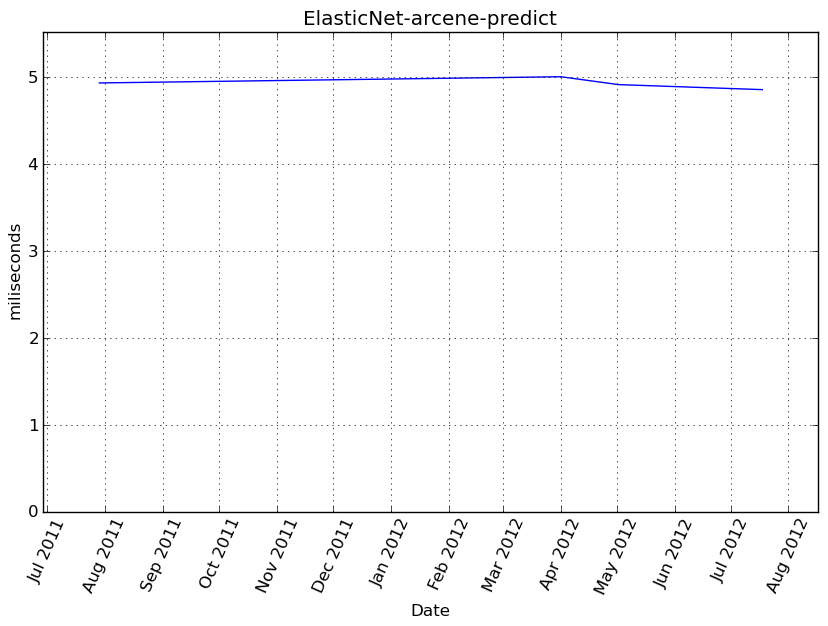 ElasticNet-arcene-predict
5
4
3
2
1
0
miliseconds
Jul 2011
Aug 2011
Sep 2011
Oct 2011
Nov 2011
Dec 2011
Jan 2012
Feb 2012
Mar 2012
Apr 2012
May 2012
Jun 2012
Jul 2012
Aug 2012
Date